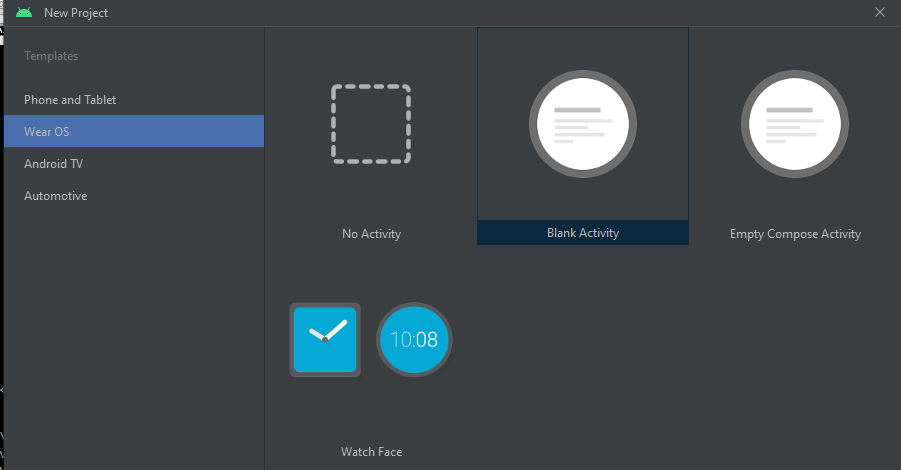 New Project
Templates
Phone and Tablet
Wear OS
Android TV
Automotive
No Activity
Blank Activity
Empty Compose Activity
10:08
Watch Face